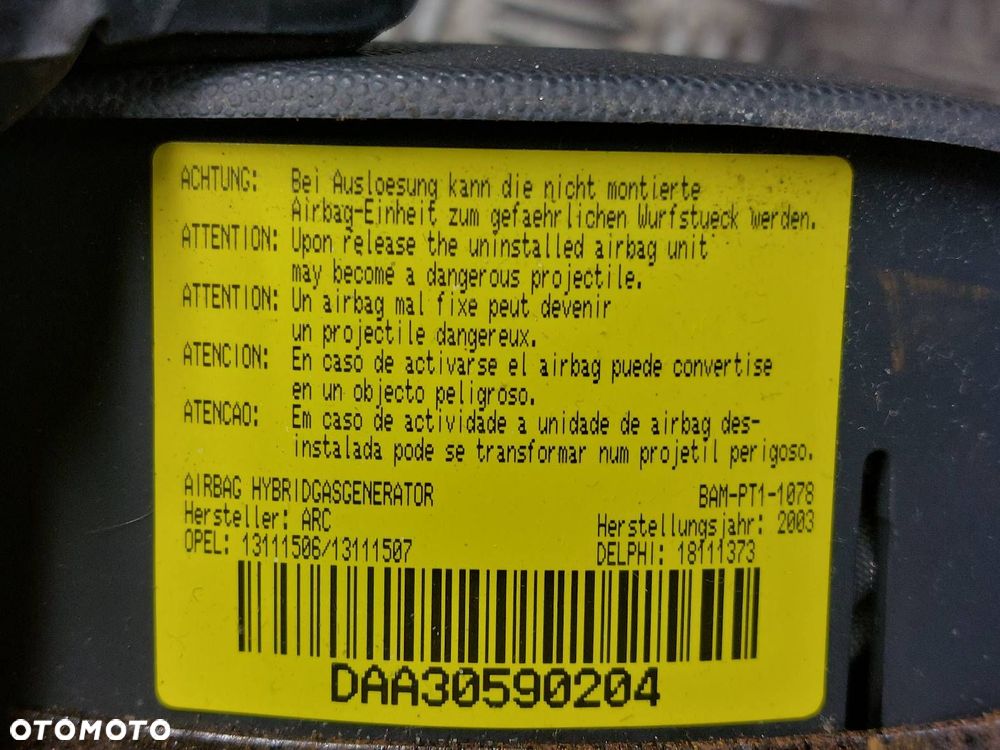 ACHTUNG: Bei Ausloesung kann die nicht montierte
Airbag-Einheit zum gefaehrlichen Wurfstueck werden.
ATTENTION: Upon release the uninstalled airbag unit
may become a dangerous projectile.
ATTENTION: Un airbag mal fixe peut devenir
un projectile dangereux.
ATENCION: En caso de activarse el airbag puede convertise
en un objecto peligroso.
ATENCAO: Em caso de actividade a unidade de airbag des-
instalada pode se transformar num projetil perigoso.
AIRBAG HYBRIDGASGENERATOR BAM-PT1-1078
Hersteller: ARC Herstellungsjahr: 2003
OPEL: 13111506/13111507 DELPHI: 18111373
DAA30590204
OTOMOTO